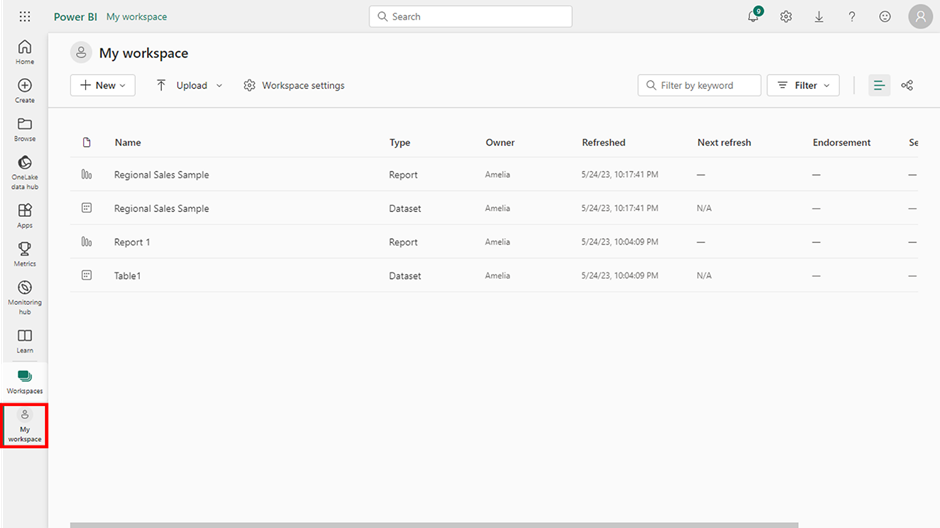 Power BI My workspace
Search
9
Home
Create
Browse
OneLake
data hub
Apps
Metrics
Monitoring
hub
Learn
Workspaces
My
workspace
My workspace
New Upload Workspace settings Filter by keyword Filter
Name Type Owner Refreshed Next refresh Endorsement Se
Regional Sales Sample Report Amelia 5/24/23, 10:17:41 PM — — —
Regional Sales Sample Dataset Amelia 5/24/23, 10:17:41 PM N/A — —
Report 1 Report Amelia 5/24/23, 10:04:09 PM — — —
Table1 Dataset Amelia 5/24/23, 10:04:09 PM N/A — —